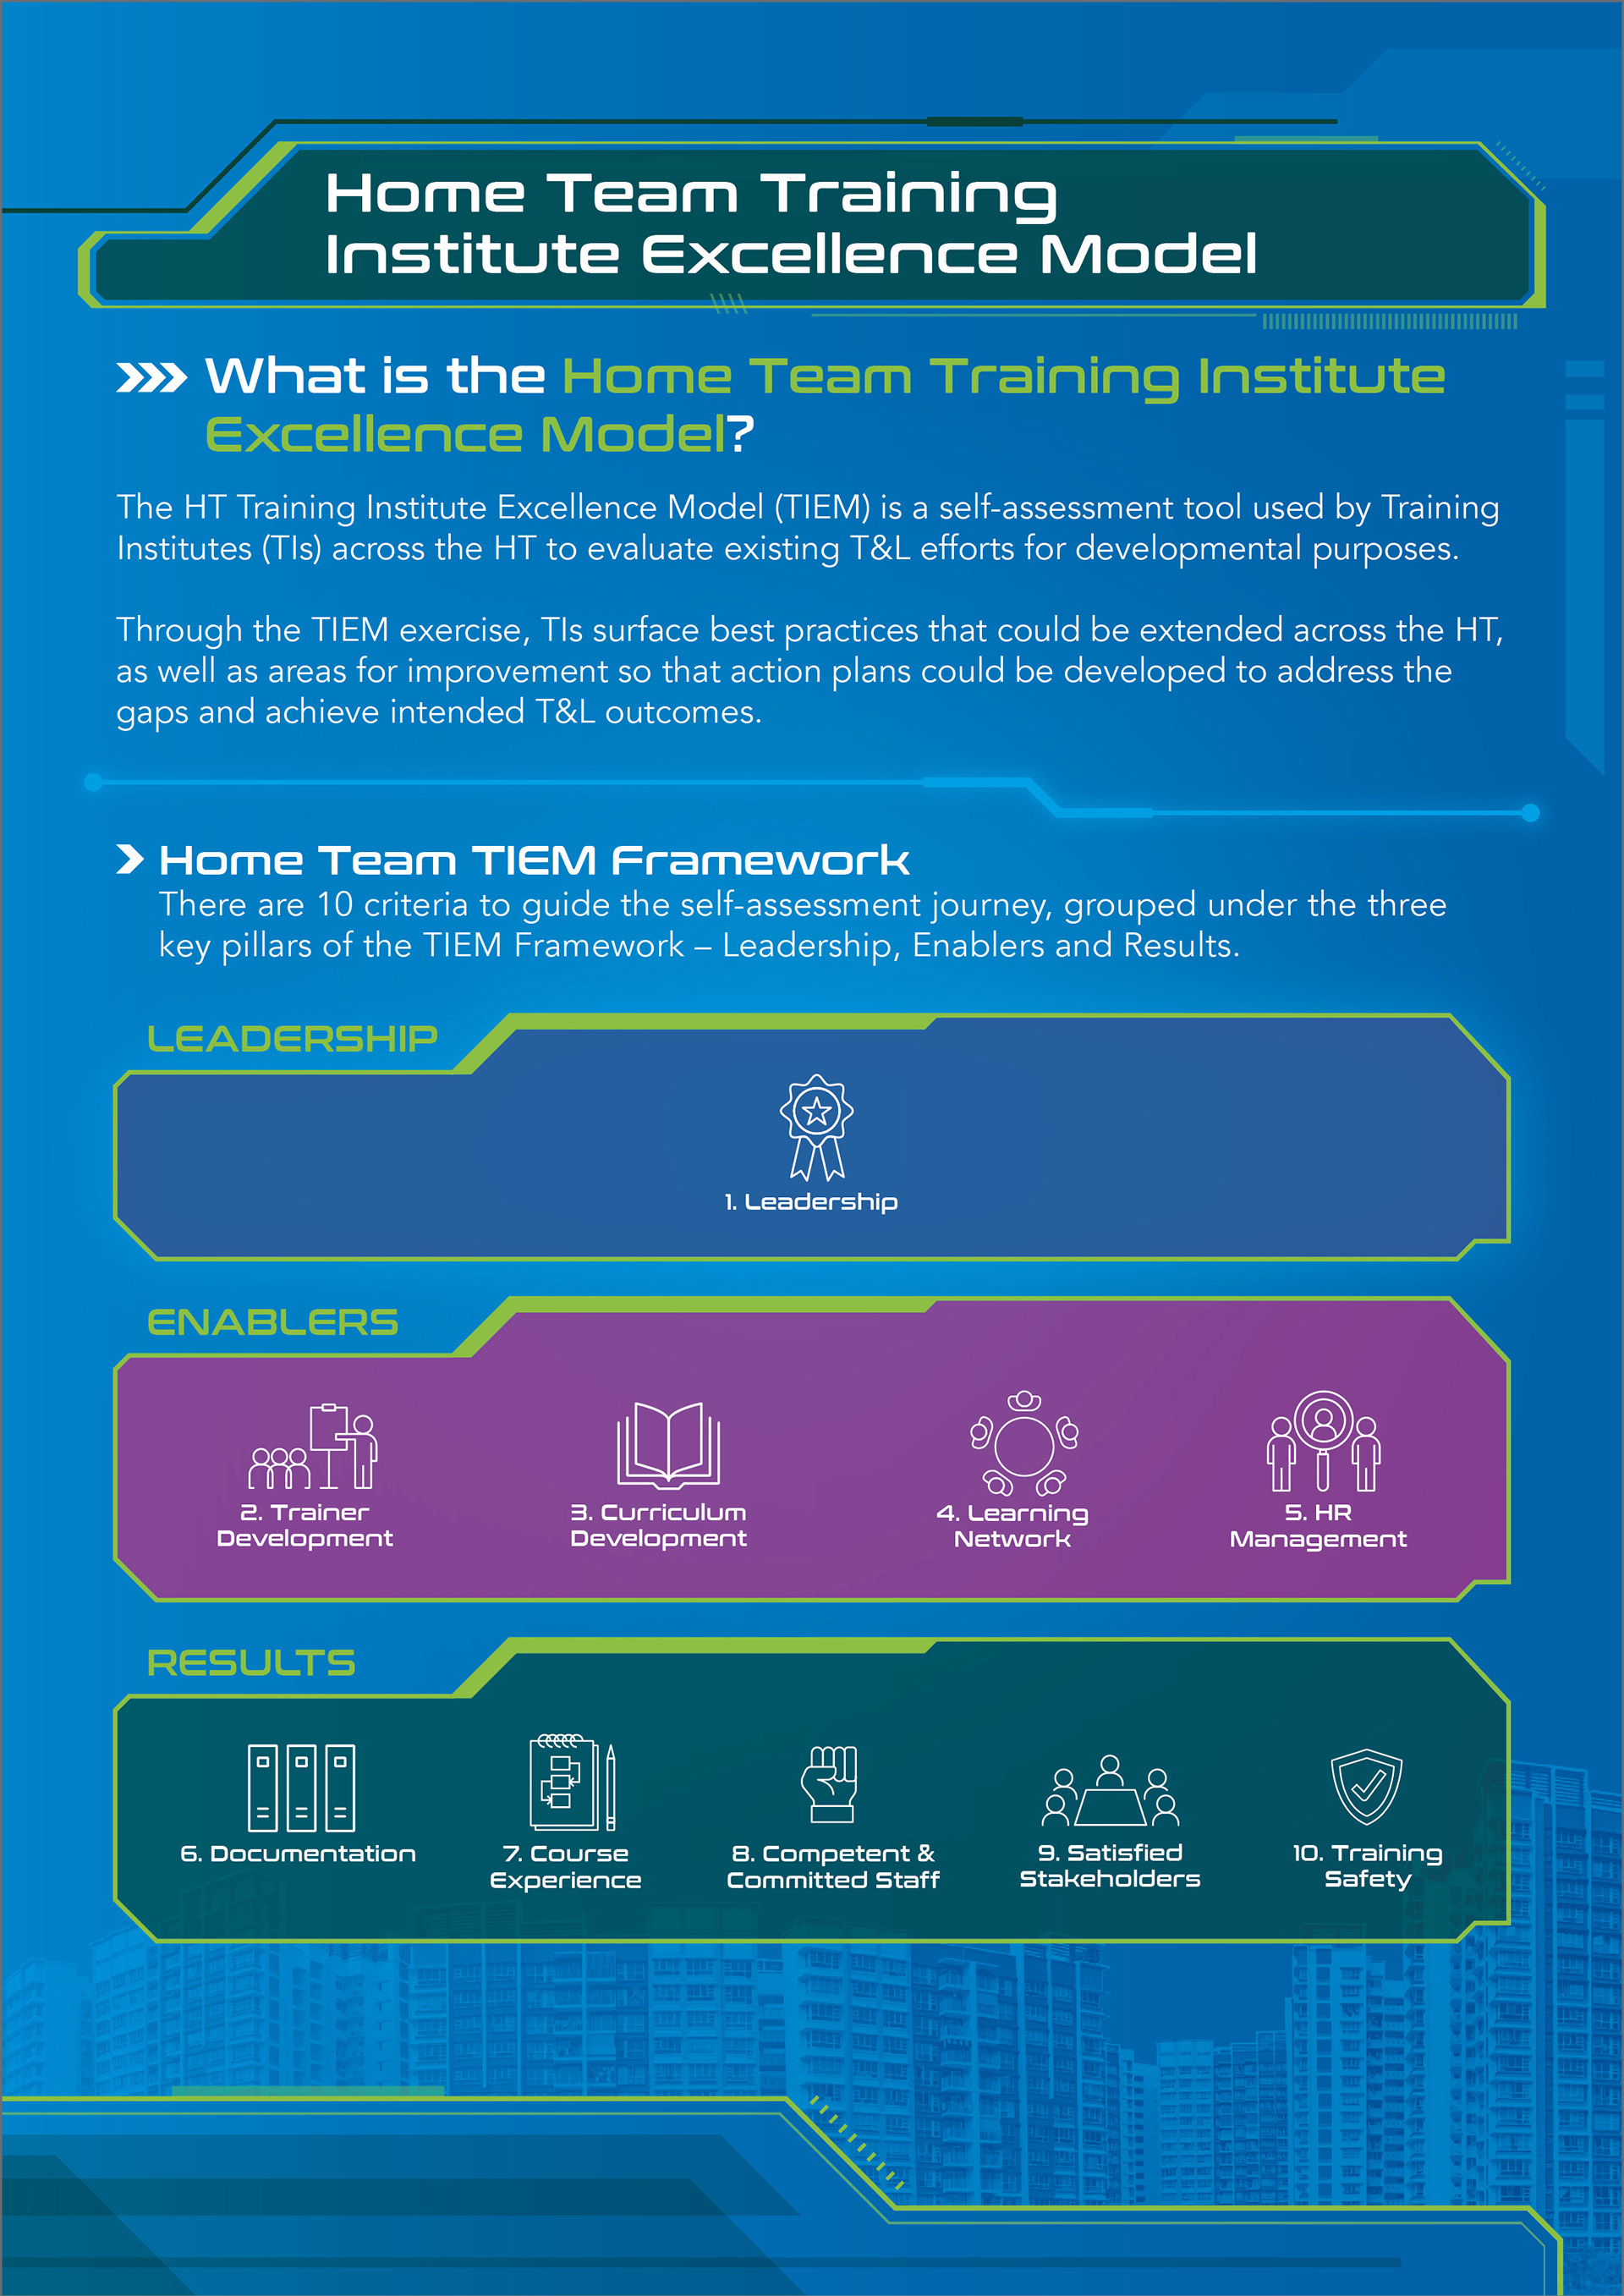 Home Team Training
Institute Excellence Model
What is the Home Team Training Institute
Excellence Model?
The HT Training Institute Excellence Model (TIEM) is a self-assessment tool used by Training
Institutes (TIs) across the HT to evaluate existing T&L efforts for developmental purposes.
Through the TIEM exercise, TIs surface best practices that could be extended across the HT,
as well as areas for improvement so that action plans could be developed to address the
gaps and achieve intended T&L outcomes.
Home Team TIEM Framework
There are 10 criteria to guide the self-assessment journey, grouped under the three
key pillars of the TIEM Framework – Leadership, Enablers and Results.
LEADERSHIP
1. Leadership
ENABLERS
2. Trainer
Development
3. Curriculum
Development
4. Learning
Network
5. HR
Management
RESULTS
6. Documentation
7. Course
Experience
8. Competent &
Committed Staff
9. Satisfied
Stakeholders
10. Training
Safety